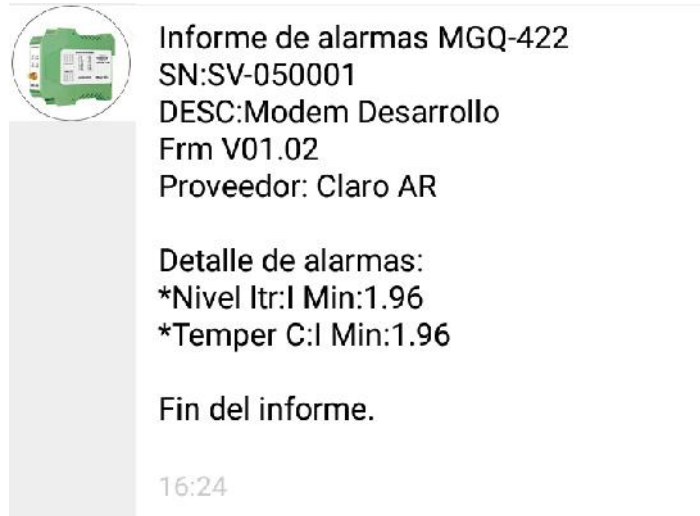 Informe de alarmas MGQ-422
SN:SV-050001
DESC:Modem Desarrollo
Frm V01.02
Proveedor: Claro AR
Detalle de alarmas:
*Nivel ltr:I Min:1.96
*Temper C:I Min:1.96
Fin del informe.
16:24